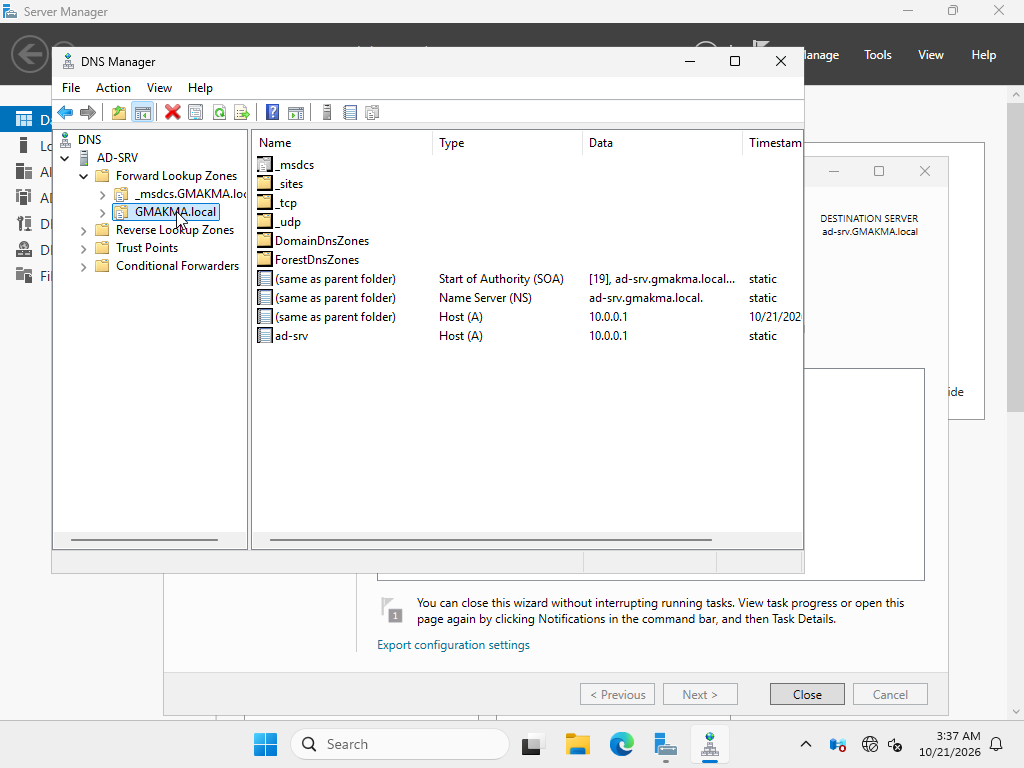 Server Manager
Manage Tools View Help
DNS Manager
File Action View Help
DNS
AD-SRV
Forward Lookup Zones
_msdcs.GMAKMA.loc
GMAKMA.local
Reverse Lookup Zones
Trust Points
Conditional Forwarders
Name Type Data Timestam
_msdcs
_sites
_tcp
_udp
DomainDnsZones
ForestDnsZones
(same as parent folder) Start of Authority (SOA) [19], ad-srv.gmakma.local... static
(same as parent folder) Name Server (NS) ad-srv.gmakma.local. static
(same as parent folder) Host (A) 10.0.0.1 10/21/202
ad-srv Host (A) 10.0.0.1 static
DESTINATION SERVER
ad-srv.GMAKMA.local
ide
1
You can close this wizard without interrupting running tasks. View task progress or open this
page again by clicking Notifications in the command bar, and then Task Details.
Export configuration settings
< Previous Next > Close Cancel
Search
3:37 AM
10/21/2026